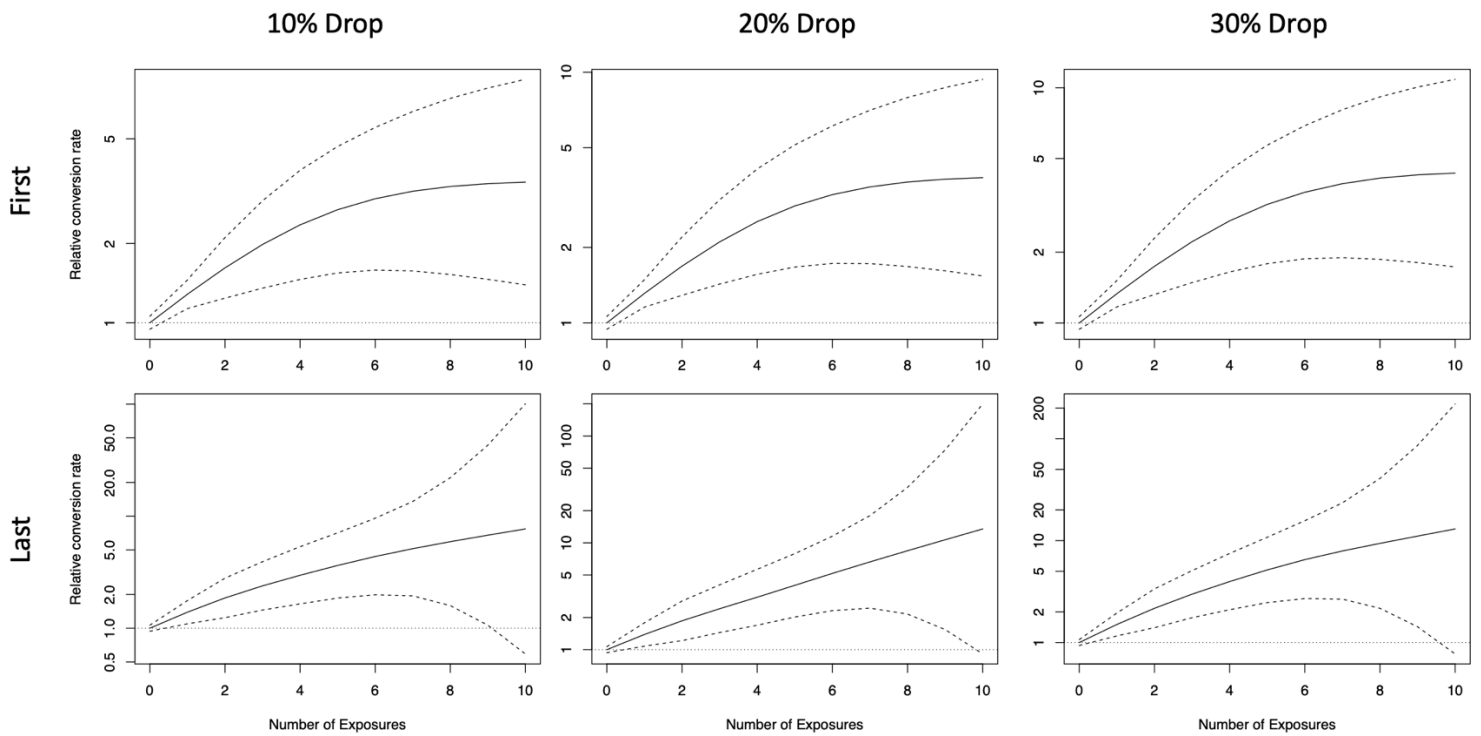 10% Drop 20% Drop 30% Drop
First
Relative conversion rate
1 2 5
0 2 4 6 8 10
1 2 5 10
0 2 4 6 8 10
1 2 5 10
0 2 4 6 8 10
Last
Relative conversion rate
0.5 1.0 2.0 5.0 20.0 50.0
0 2 4 6 8 10
Number of Exposures
1 2 5 10 20 50 100
0 2 4 6 8 10
Number of Exposures
1 2 5 10 20 50 200
0 2 4 6 8 10
Number of Exposures